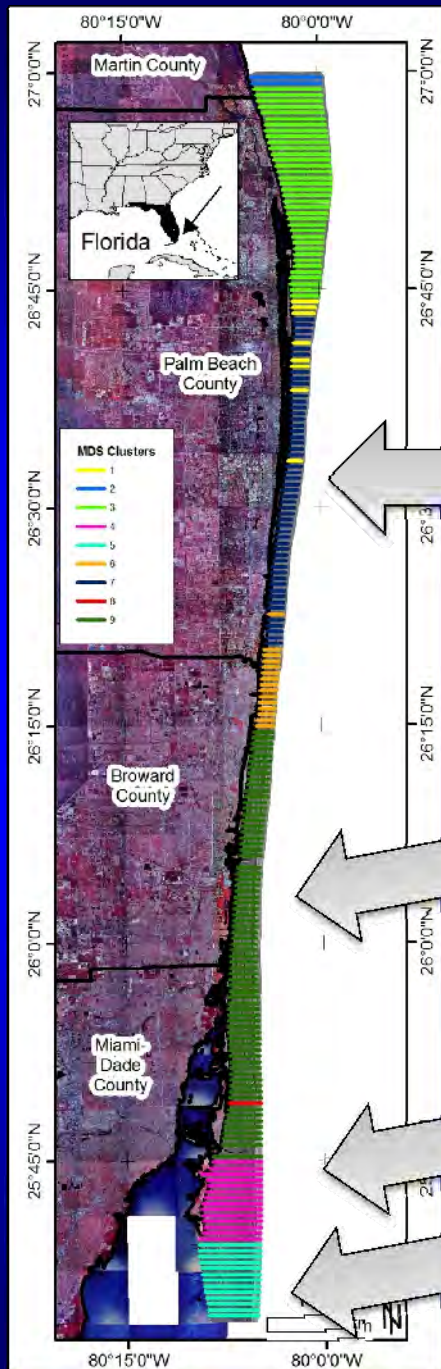 80°15'0"W 80°0'0"W
Martin County
27°0'0"N 27°0'0"N
Florida
26°45'0"N 26°45'0"N
Palm Beach
County
MDS Clusters
1
2
3
4
5
6
7
8
9
26°30'0"N
26°15'0"N 26°15'0"N
Broward
County
26°0'0"N 26°0'0"N
Miami-
Dade
County
25°45'0"N
80°15'0"W 80°0'0"W